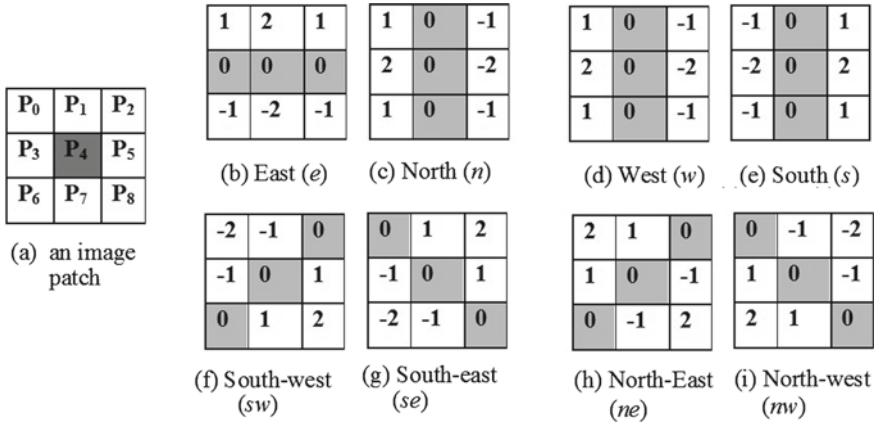 1 2 1
0 0 0
-1 -2 -1
(b) East (e)
1 0 -1
2 0 -2
1 0 -1
(c) North (n)
1 0 -1
2 0 -2
1 0 -1
(d) West (w)
-1 0 1
-2 0 2
-1 0 1
(e) South (s)
P0 P1 P2
P3 P4 P5
P6 P7 P8
(a) an image
patch
-2 -1 0
-1 0 1
0 1 2
(f) South-west
(sw)
0 1 2
-1 0 1
-2 -1 0
(g) South-east
(se)
2 1 0
1 0 -1
0 -1 2
(h) North-East
(ne)
0 -1 -2
1 0 -1
2 1 0
(i) North-west
(nw)